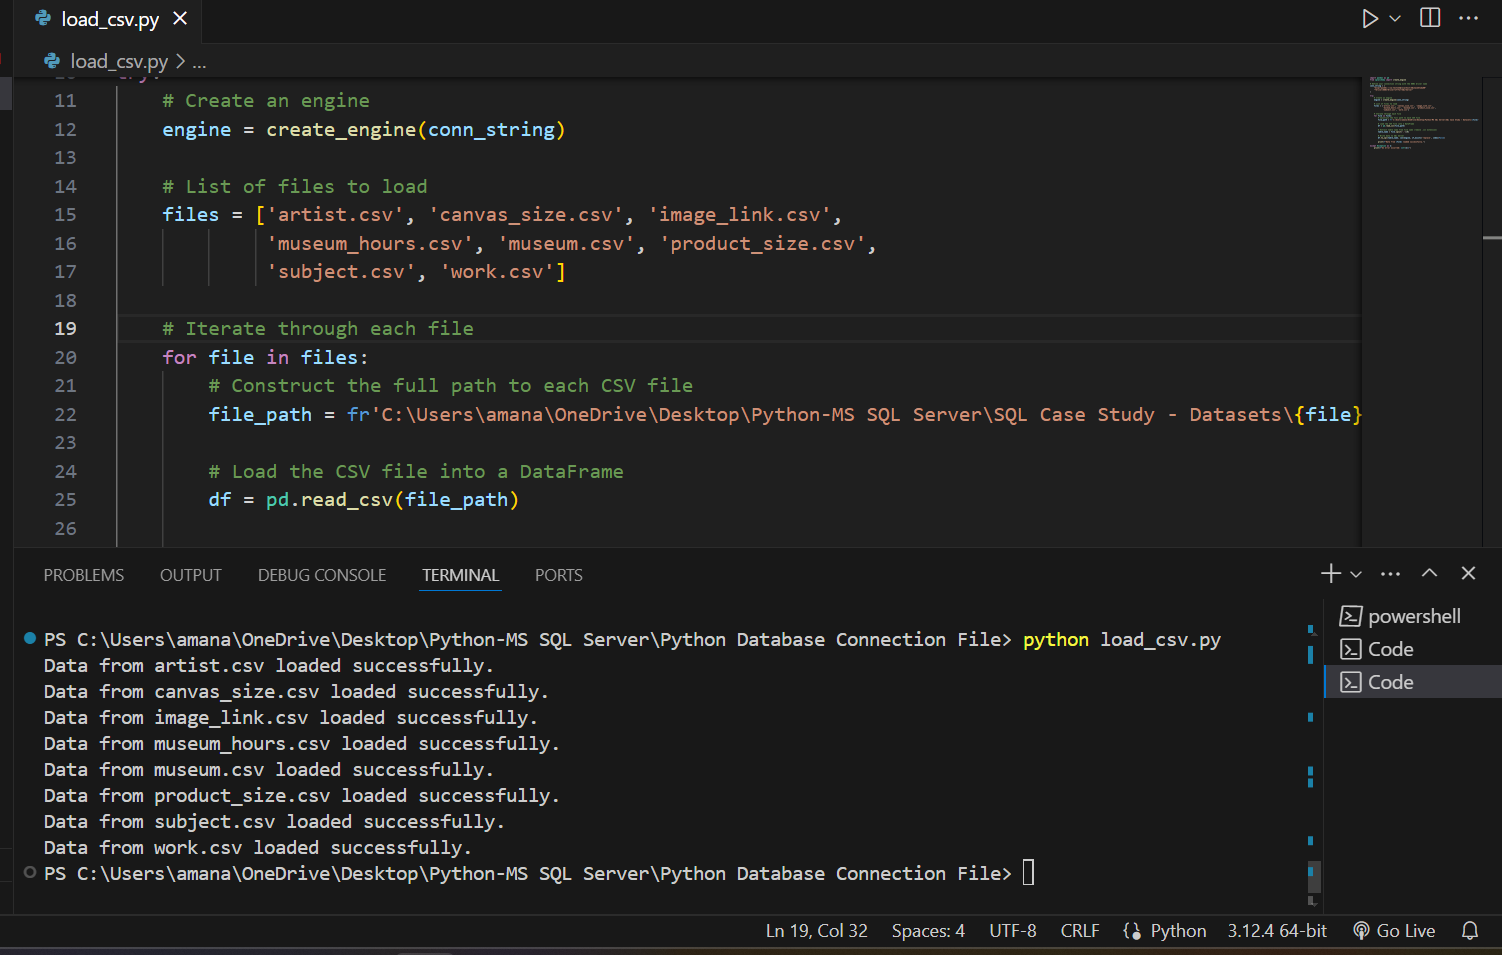 load_csv.py
load_csv.py > ...
11 # Create an engine
12 engine = create_engine(conn_string)
13
14 # List of files to load
15 files = ['artist.csv', 'canvas_size.csv', 'image_link.csv',
16 'museum_hours.csv', 'museum.csv', 'product_size.csv',
17 'subject.csv', 'work.csv']
18
19 # Iterate through each file
20 for file in files:
21 # Construct the full path to each CSV file
22 file_path = fr'C:\Users\amana\OneDrive\Desktop\Python-MS SQL Server\SQL Case Study - Datasets\{file}
23
24 # Load the CSV file into a DataFrame
25 df = pd.read_csv(file_path)
26
PROBLEMS OUTPUT DEBUG CONSOLE TERMINAL PORTS
PS C:\Users\amana\OneDrive\Desktop\Python-MS SQL Server\Python Database Connection File> python load_csv.py
Data from artist.csv loaded successfully.
Data from canvas_size.csv loaded successfully.
Data from image_link.csv loaded successfully.
Data from museum_hours.csv loaded successfully.
Data from museum.csv loaded successfully.
Data from product_size.csv loaded successfully.
Data from subject.csv loaded successfully.
Data from work.csv loaded successfully.
PS C:\Users\amana\OneDrive\Desktop\Python-MS SQL Server\Python Database Connection File>
powershell
Code
Code
Ln 19, Col 32 Spaces: 4 UTF-8 CRLF Python 3.12.4 64-bit Go Live